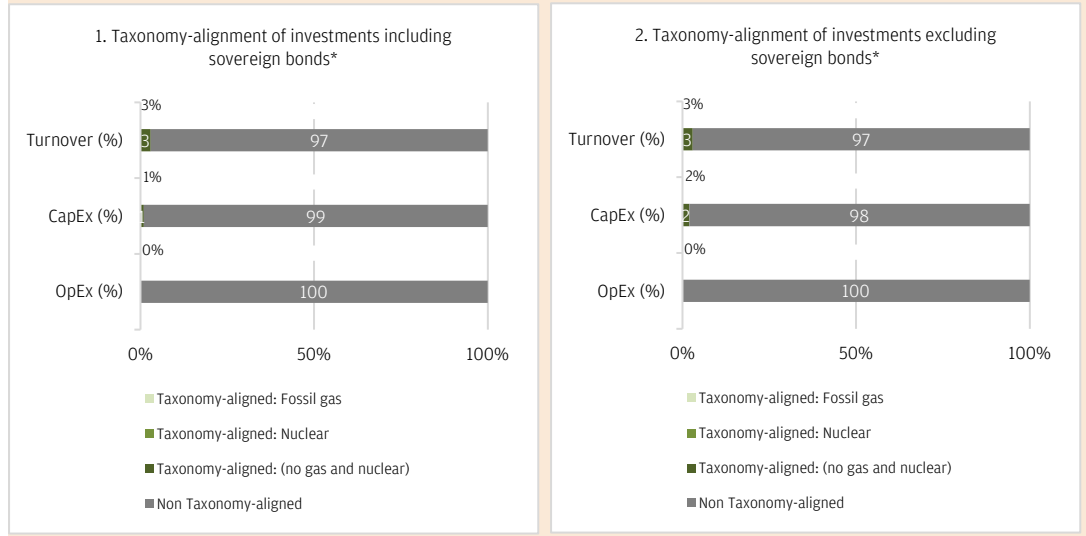 1. Taxonomy-alignment of investments including
sovereign bonds*
3%
Turnover (%)
3
97
1%
CapEx (%)
1
99
0%
OpEx (%)
100
0%
50%
100%
Taxonomy-aligned: Fossil gas
Taxonomy-aligned: Nuclear
Taxonomy-aligned: (no gas and nuclear)
Non Taxonomy-aligned
2. Taxonomy-alignment of investments excluding
sovereign bonds*
3%
Turnover (%)
3
97
2%
CapEx (%)
2
98
0%
OpEx (%)
100
0%
50%
100%
Taxonomy-aligned: Fossil gas
Taxonomy-aligned: Nuclear
Taxonomy-aligned: (no gas and nuclear)
Non Taxonomy-aligned